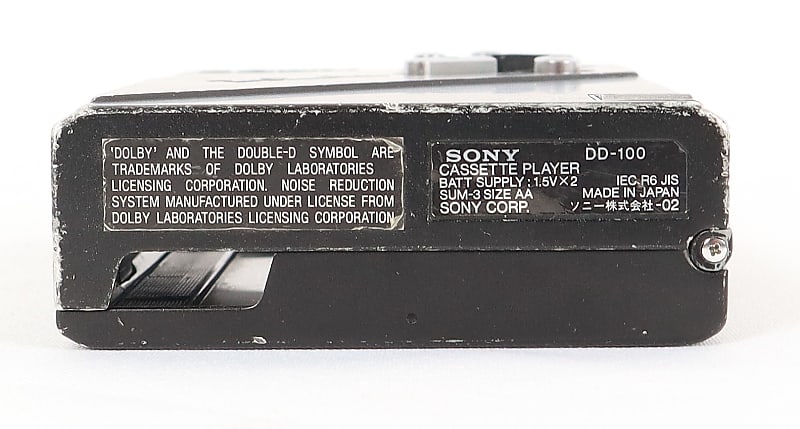 'DOLBY' AND THE DOUBLE-D SYMBOL ARE
TRADEMARKS OF DOLBY LABORATORIES
LICENSING CORPORATION. NOISE REDUCTION
SYSTEM MANUFACTURED UNDER LICENSE FROM
DOLBY LABORATORIES LICENSING CORPORATION
SONY DD-100
CASSETTE PLAYER
BATT SUPPLY : 1.5V×2 IEC R6 JIS
SUM-3 SIZE AA MADE IN JAPAN
SONY CORP. ソニー株式会社-02